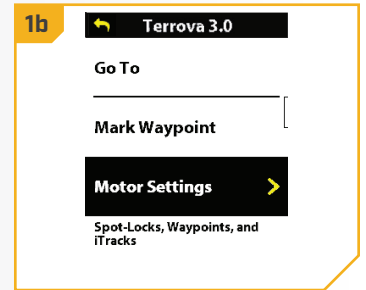 1b
Terrova 3.0
Go To
Mark Waypoint
Motor Settings
Spot-Locks, Waypoints, and
iTracks